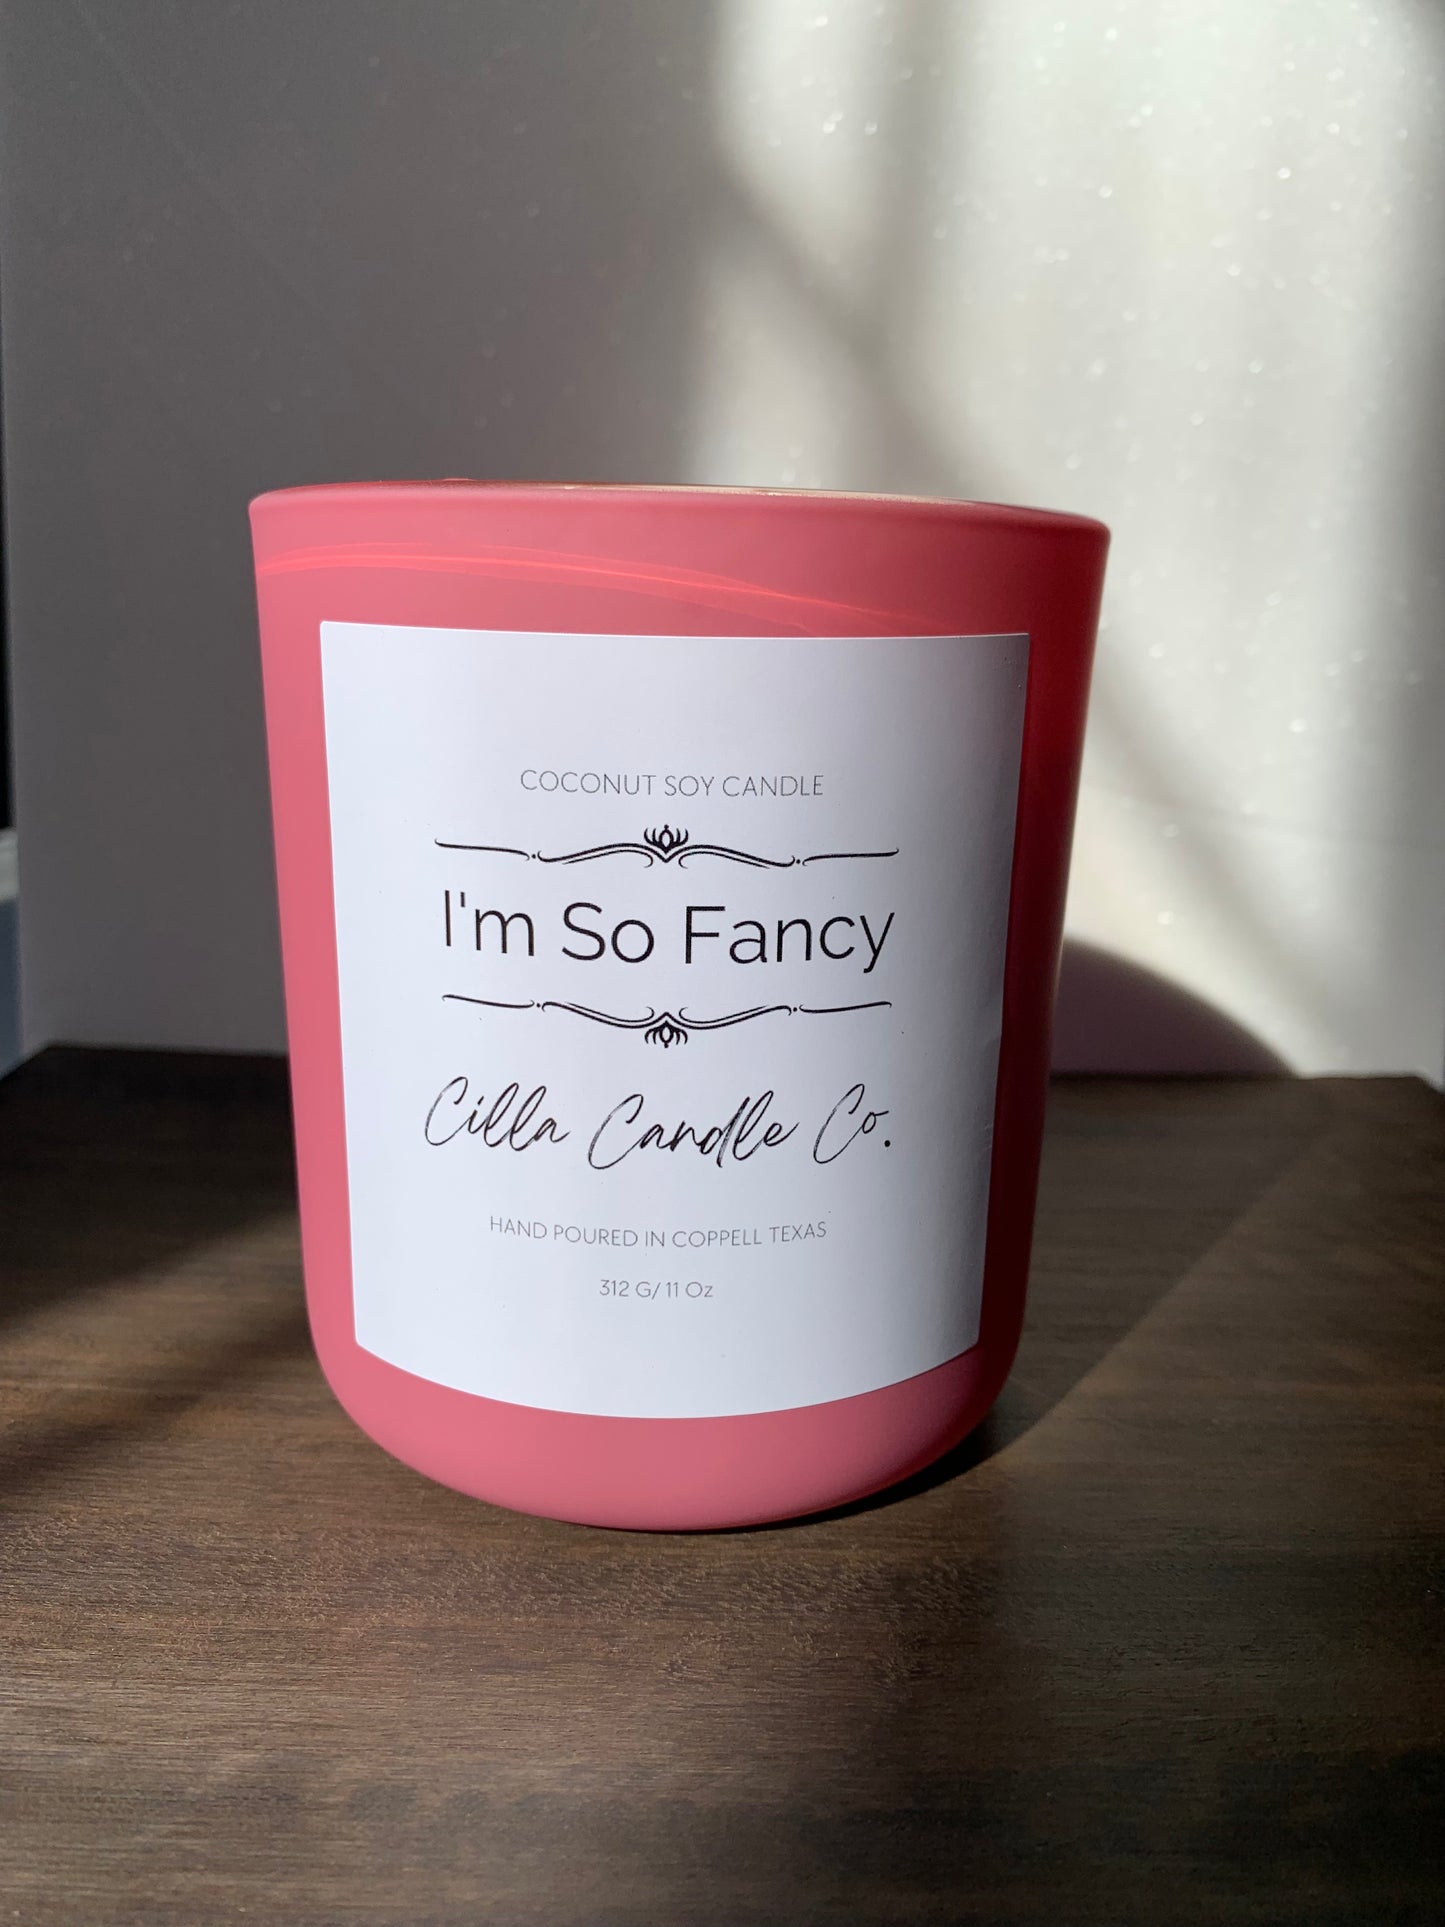 COCONUT SOY CANDLE
I'm So Fancy
Cilla Candle Co.
HAND POURED IN COPPELL TEXAS
312 G/ 11 Oz